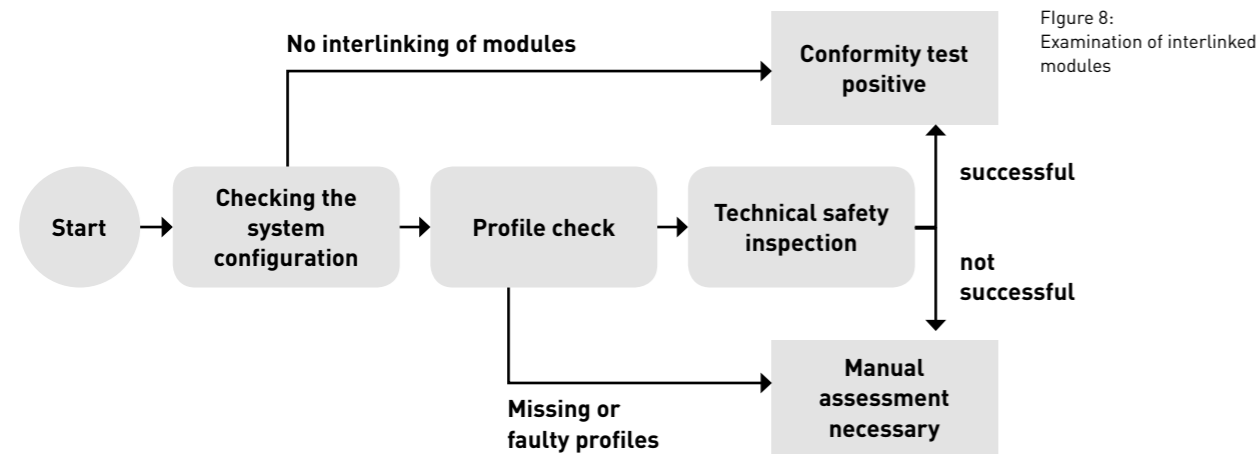 FIgure 8:
Examination of interlinked
modules
No interlinking of modules
Conformity test
positive
Start
Checking the
system
configuration
Profile check
Technical safety
inspection
successful
not
successful
Missing or
faulty profiles
Manual
assessment
necessary